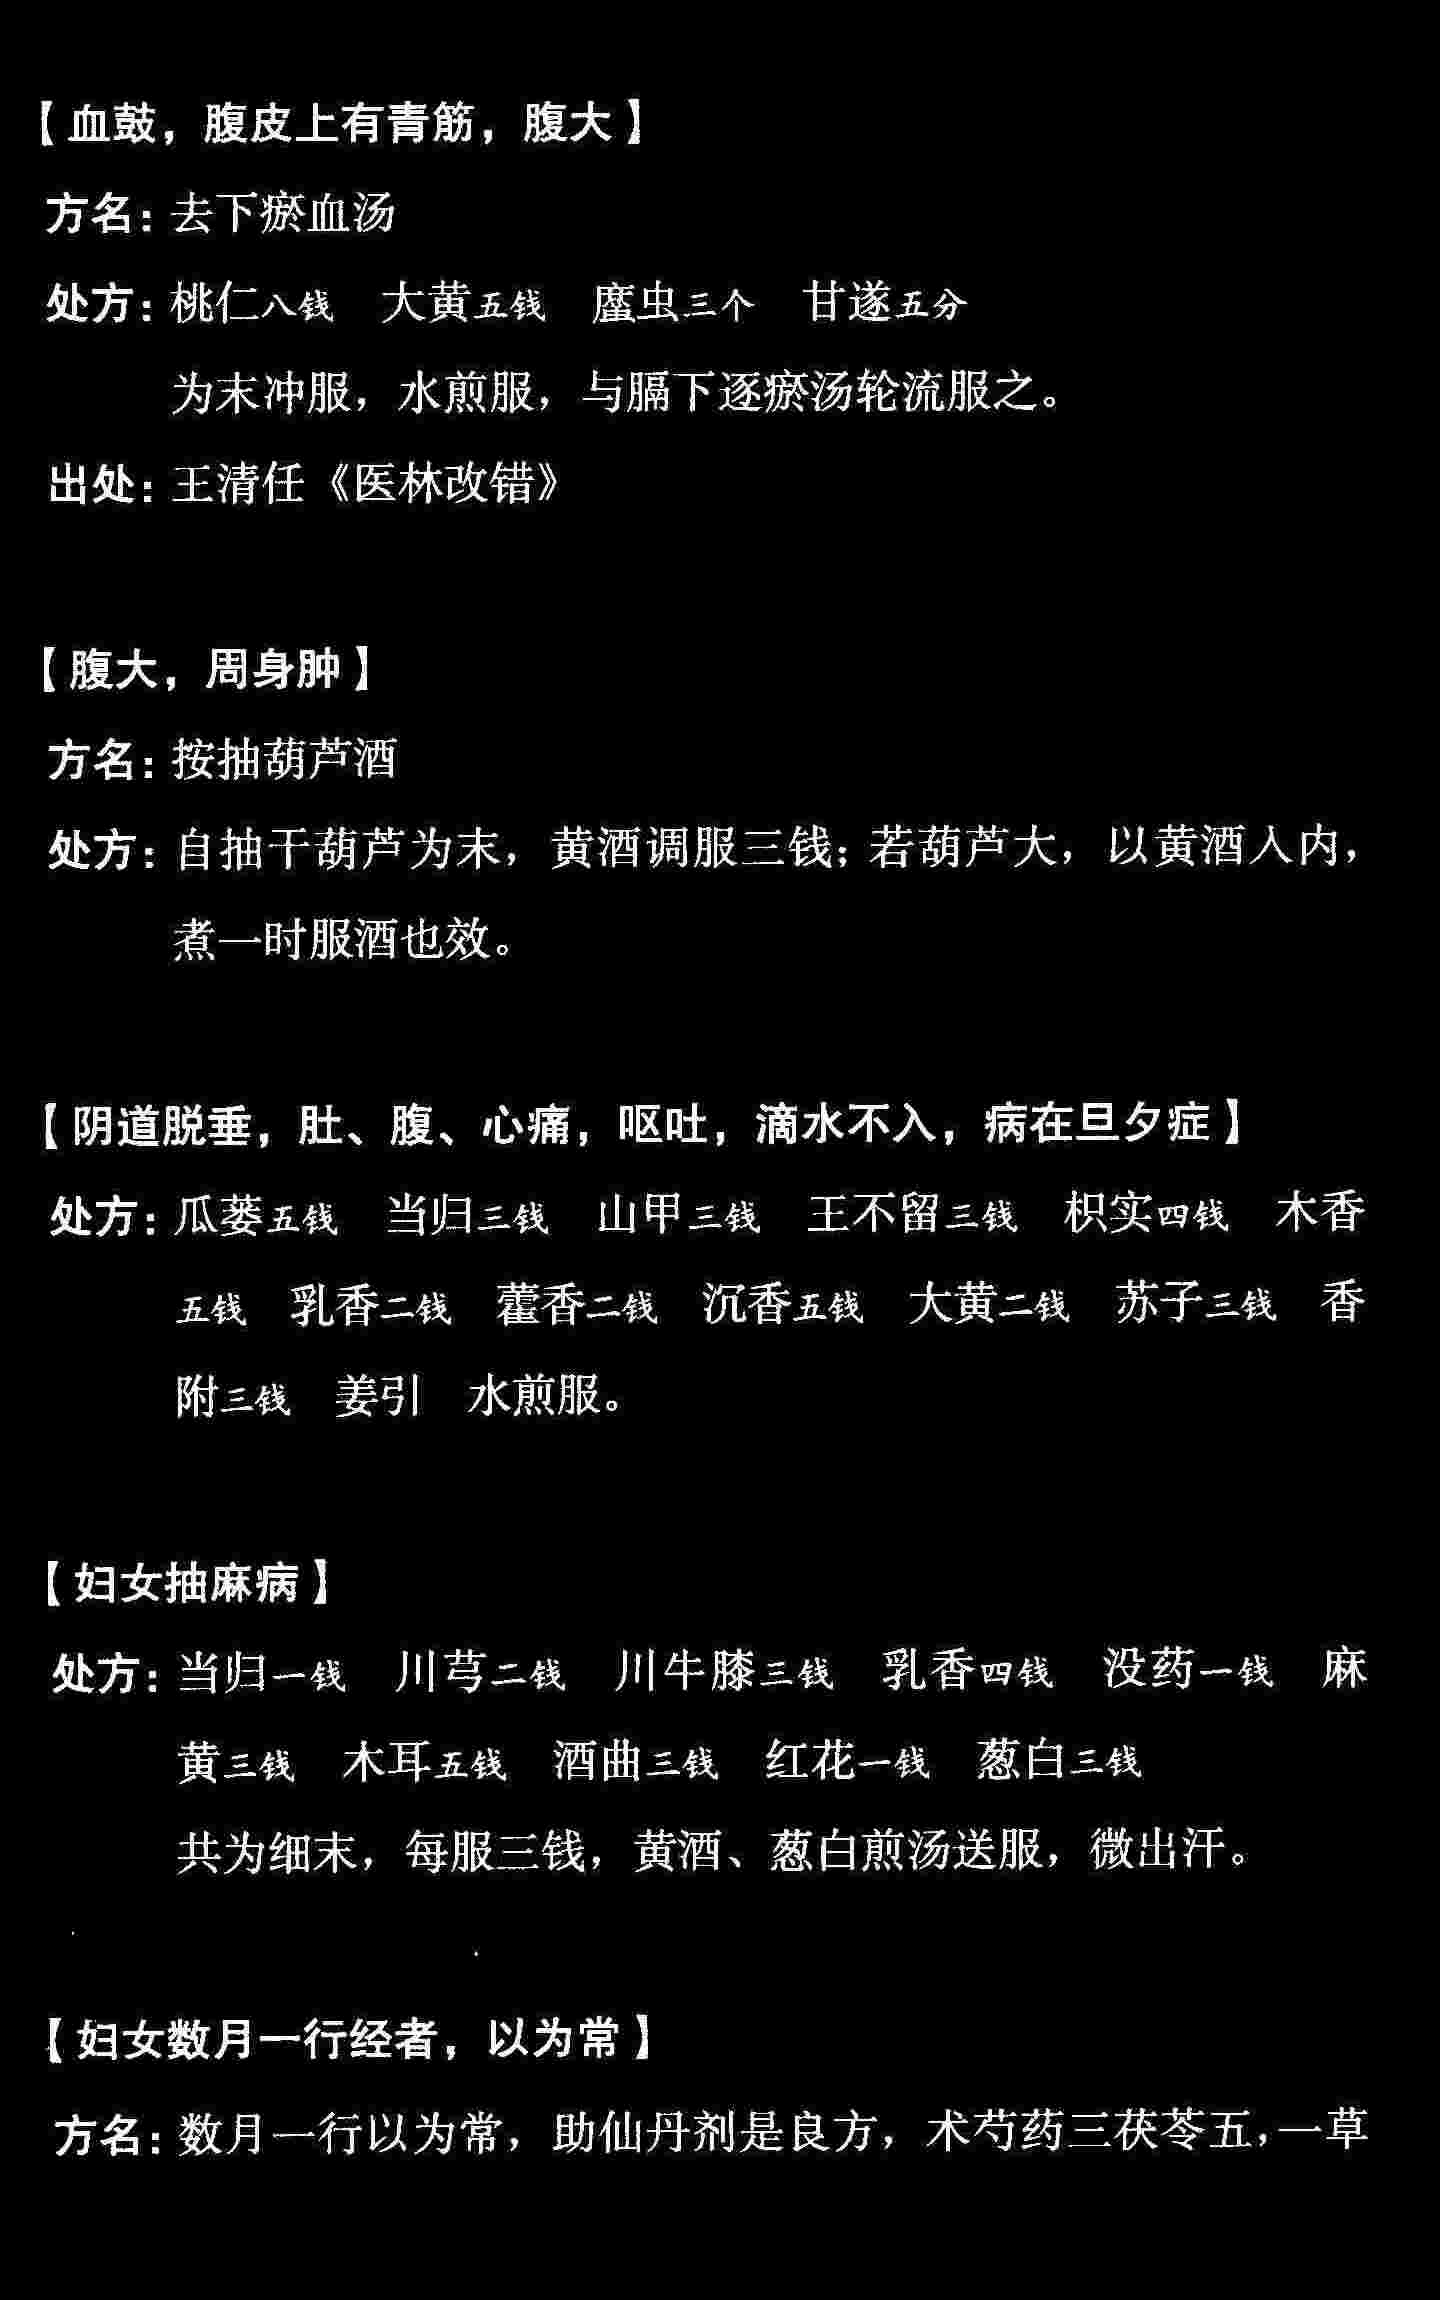 【血鼓，腹皮上有青筋，腹大】
方名：去下瘀血汤
处方：桃仁八钱 大黄五钱 䗪虫三个 甘遂五分
为末冲服，水煎服，与膈下逐瘀汤轮流服之。
出处：王清任《医林改错》
【腹大，周身肿】
方名：按抽葫芦酒
处方：自抽干葫芦为末，黄酒调服三钱；若葫芦大，以黄酒入内，
煮一时服酒也效。
【阴道脱垂，肚、腹、心痛，呕吐，滴水不入，病在旦夕症】
处方：瓜蒌五钱 当归三钱 山甲三钱 王不留三钱 枳实四钱 木香
五钱 乳香二钱 藿香二钱 沉香五钱 大黄二钱 苏子三钱 香
附三钱 姜引 水煎服。
【妇女抽麻病】
处方：当归一钱 川芎二钱 川牛膝三钱 乳香四钱 没药一钱 麻
黄三钱 木耳五钱 酒曲三钱 红花一钱 葱白三钱
共为细末，每服三钱，黄酒、葱白煎汤送服，微出汗。
【妇女数月一行经者，以为常】
方名：数月一行以为常，助仙丹剂是良方，术芍药三茯苓五，一草